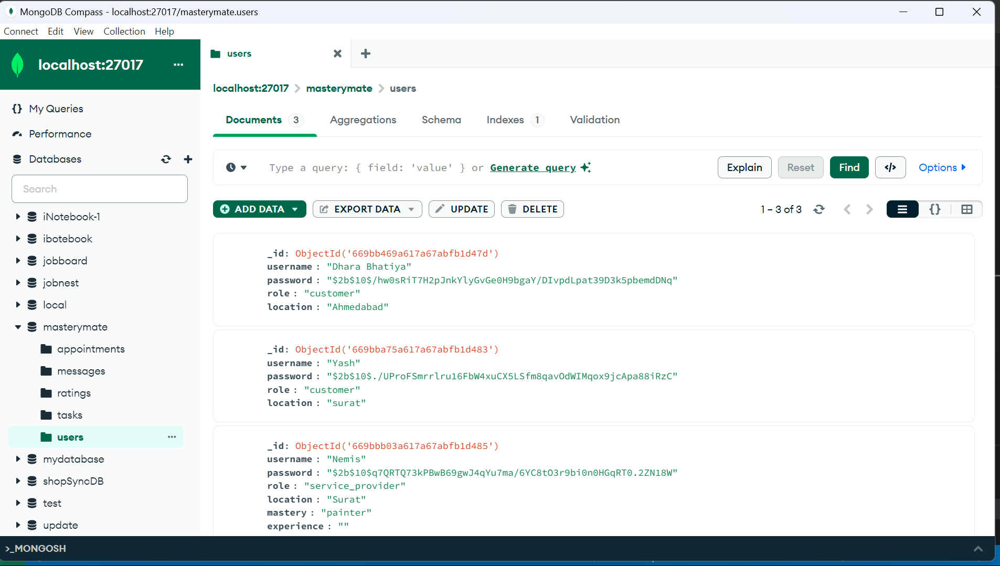 MongoDB Compass - localhost:27017/masterymate.users
Connect Edit View Collection Help
localhost:27017 ...
{} My Queries
Performance
Databases
Search
iNotebook-1
ibotebook
jobboard
jobnest
local
masterymate
appointments
messages
ratings
tasks
users ...
mydatabase
shopSyncDB
test
update
users
localhost:27017 > masterymate > users
Documents 3 Aggregations Schema Indexes 1 Validation
Type a query: { field: 'value' } or Generate query
Explain Reset Find </> Options
ADD DATA EXPORT DATA UPDATE DELETE
1 – 3 of 3 {}
_id: ObjectId('669bb469a617a67abfb1d47d')
username : "Dhara Bhatiya"
password : "$2b$10$/hw0sRiT7H2pJnkYlyGvGe0H9bgaY/DIvpdLpat39D3k5pbemdDNq"
role : "customer"
location : "Ahmedabad"
_id: ObjectId('669bba75a617a67abfb1d483')
username : "Yash"
password : "$2b$10$./UProFSmrrlru16FbW4xuCX5LSfm8qavOdWIMqox9jcApa88iRzC"
role : "customer"
location : "surat"
_id: ObjectId('669bbb03a617a67abfb1d485')
username : "Nemis"
password : "$2b$10$q7QRTQ73kPBwB69gwJ4qYu7ma/6YC8tO3r9bi0n0HGqRT0.2ZN18W"
role : "service_provider"
location : "Surat"
mastery : "painter"
experience : ""
>_MONGOSH